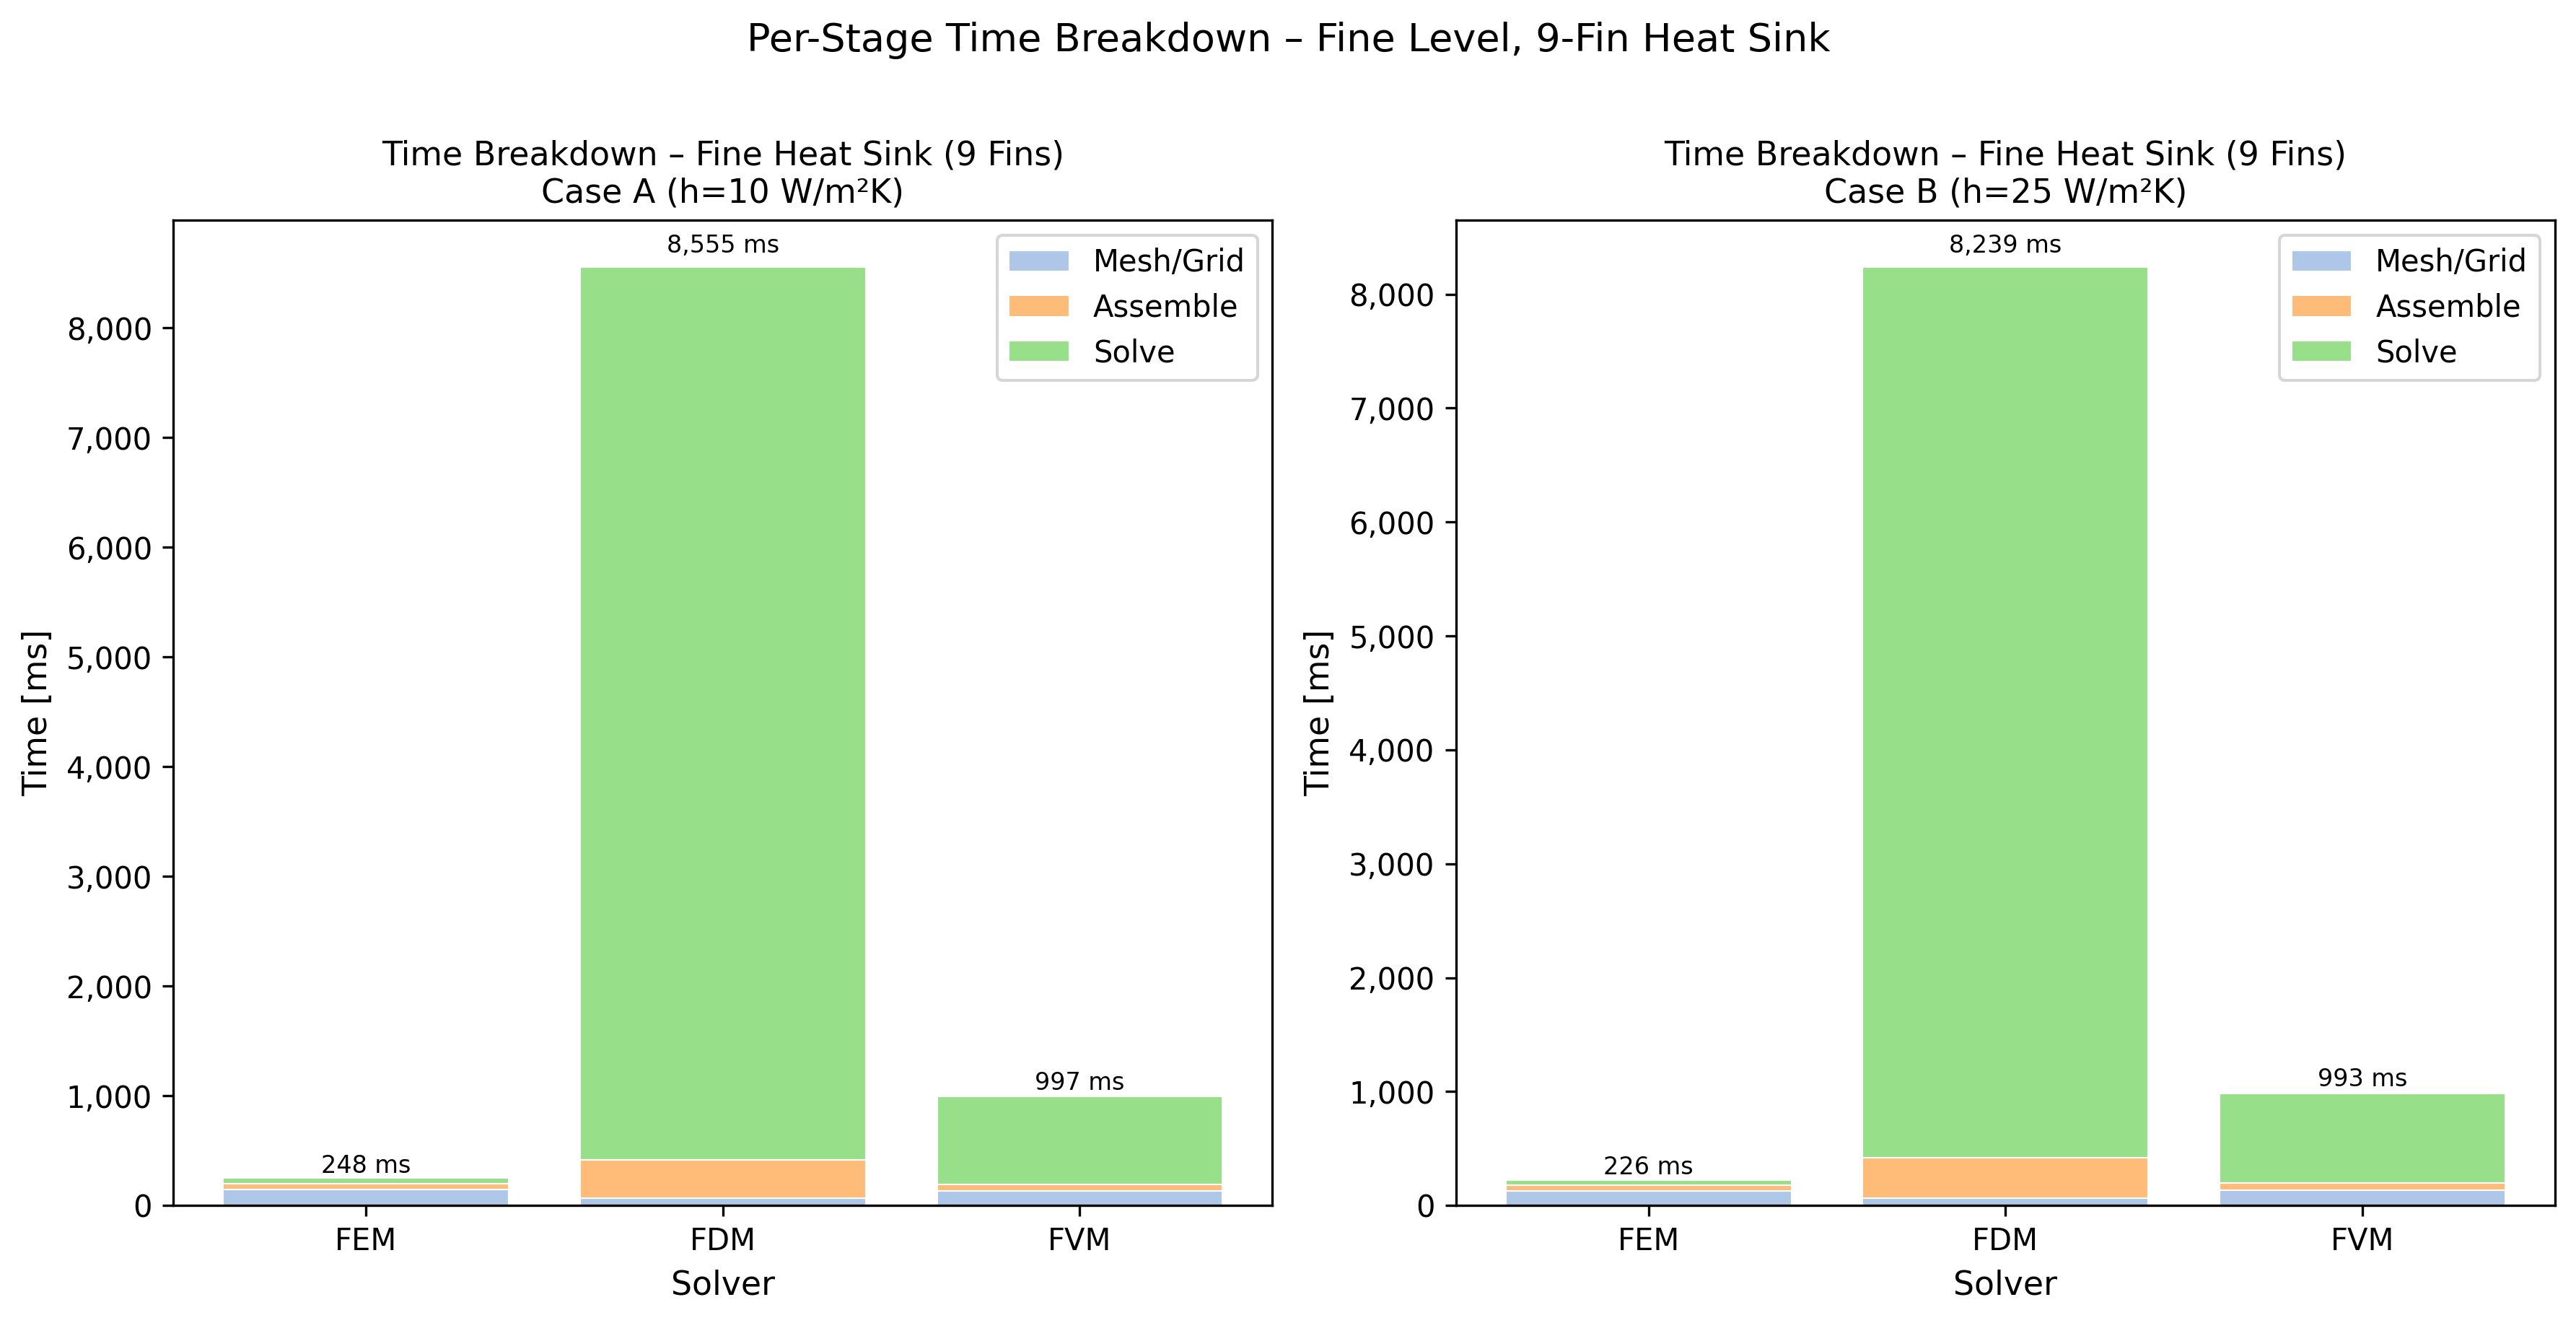 Per-Stage Time Breakdown – Fine Level, 9-Fin Heat Sink
Time Breakdown – Fine Heat Sink (9 Fins)
Case A (h=10 W/m²K)
8,555 ms
Mesh/Grid
Assemble
Solve
8,000
7,000
6,000
5,000
4,000
3,000
2,000
1,000
0
Time [ms]
997 ms
248 ms
FEM
FDM
FVM
Solver
Time Breakdown – Fine Heat Sink (9 Fins)
Case B (h=25 W/m²K)
8,239 ms
Mesh/Grid
Assemble
Solve
8,000
7,000
6,000
5,000
4,000
3,000
2,000
1,000
0
Time [ms]
993 ms
226 ms
FEM
FDM
FVM
Solver